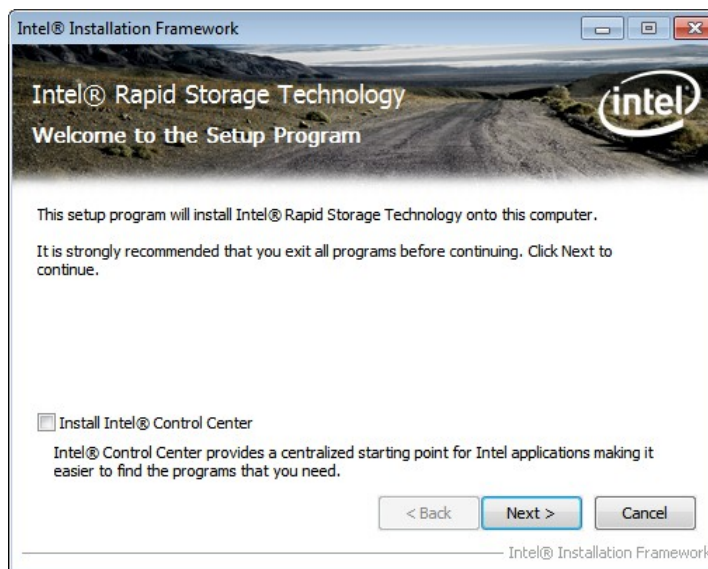 Intel® Installation Framework
Intel® Rapid Storage Technology
Welcome to the Setup Program
intel
This setup program will install Intel® Rapid Storage Technology onto this computer.
It is strongly recommended that you exit all programs before continuing. Click Next to
continue.
Install Intel® Control Center
Intel® Control Center provides a centralized starting point for Intel applications making it
easier to find the programs that you need.
< Back Next > Cancel
Intel® Installation Framework